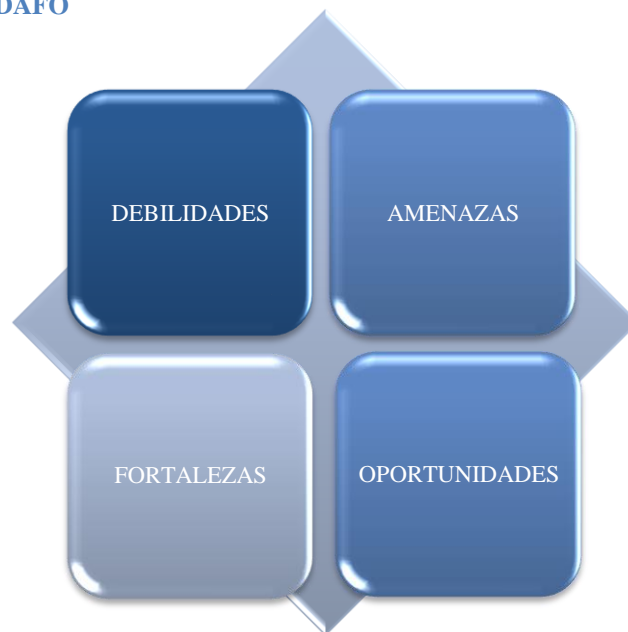 DAFO
DEBILIDADES
AMENAZAS
FORTALEZAS
OPORTUNIDADES